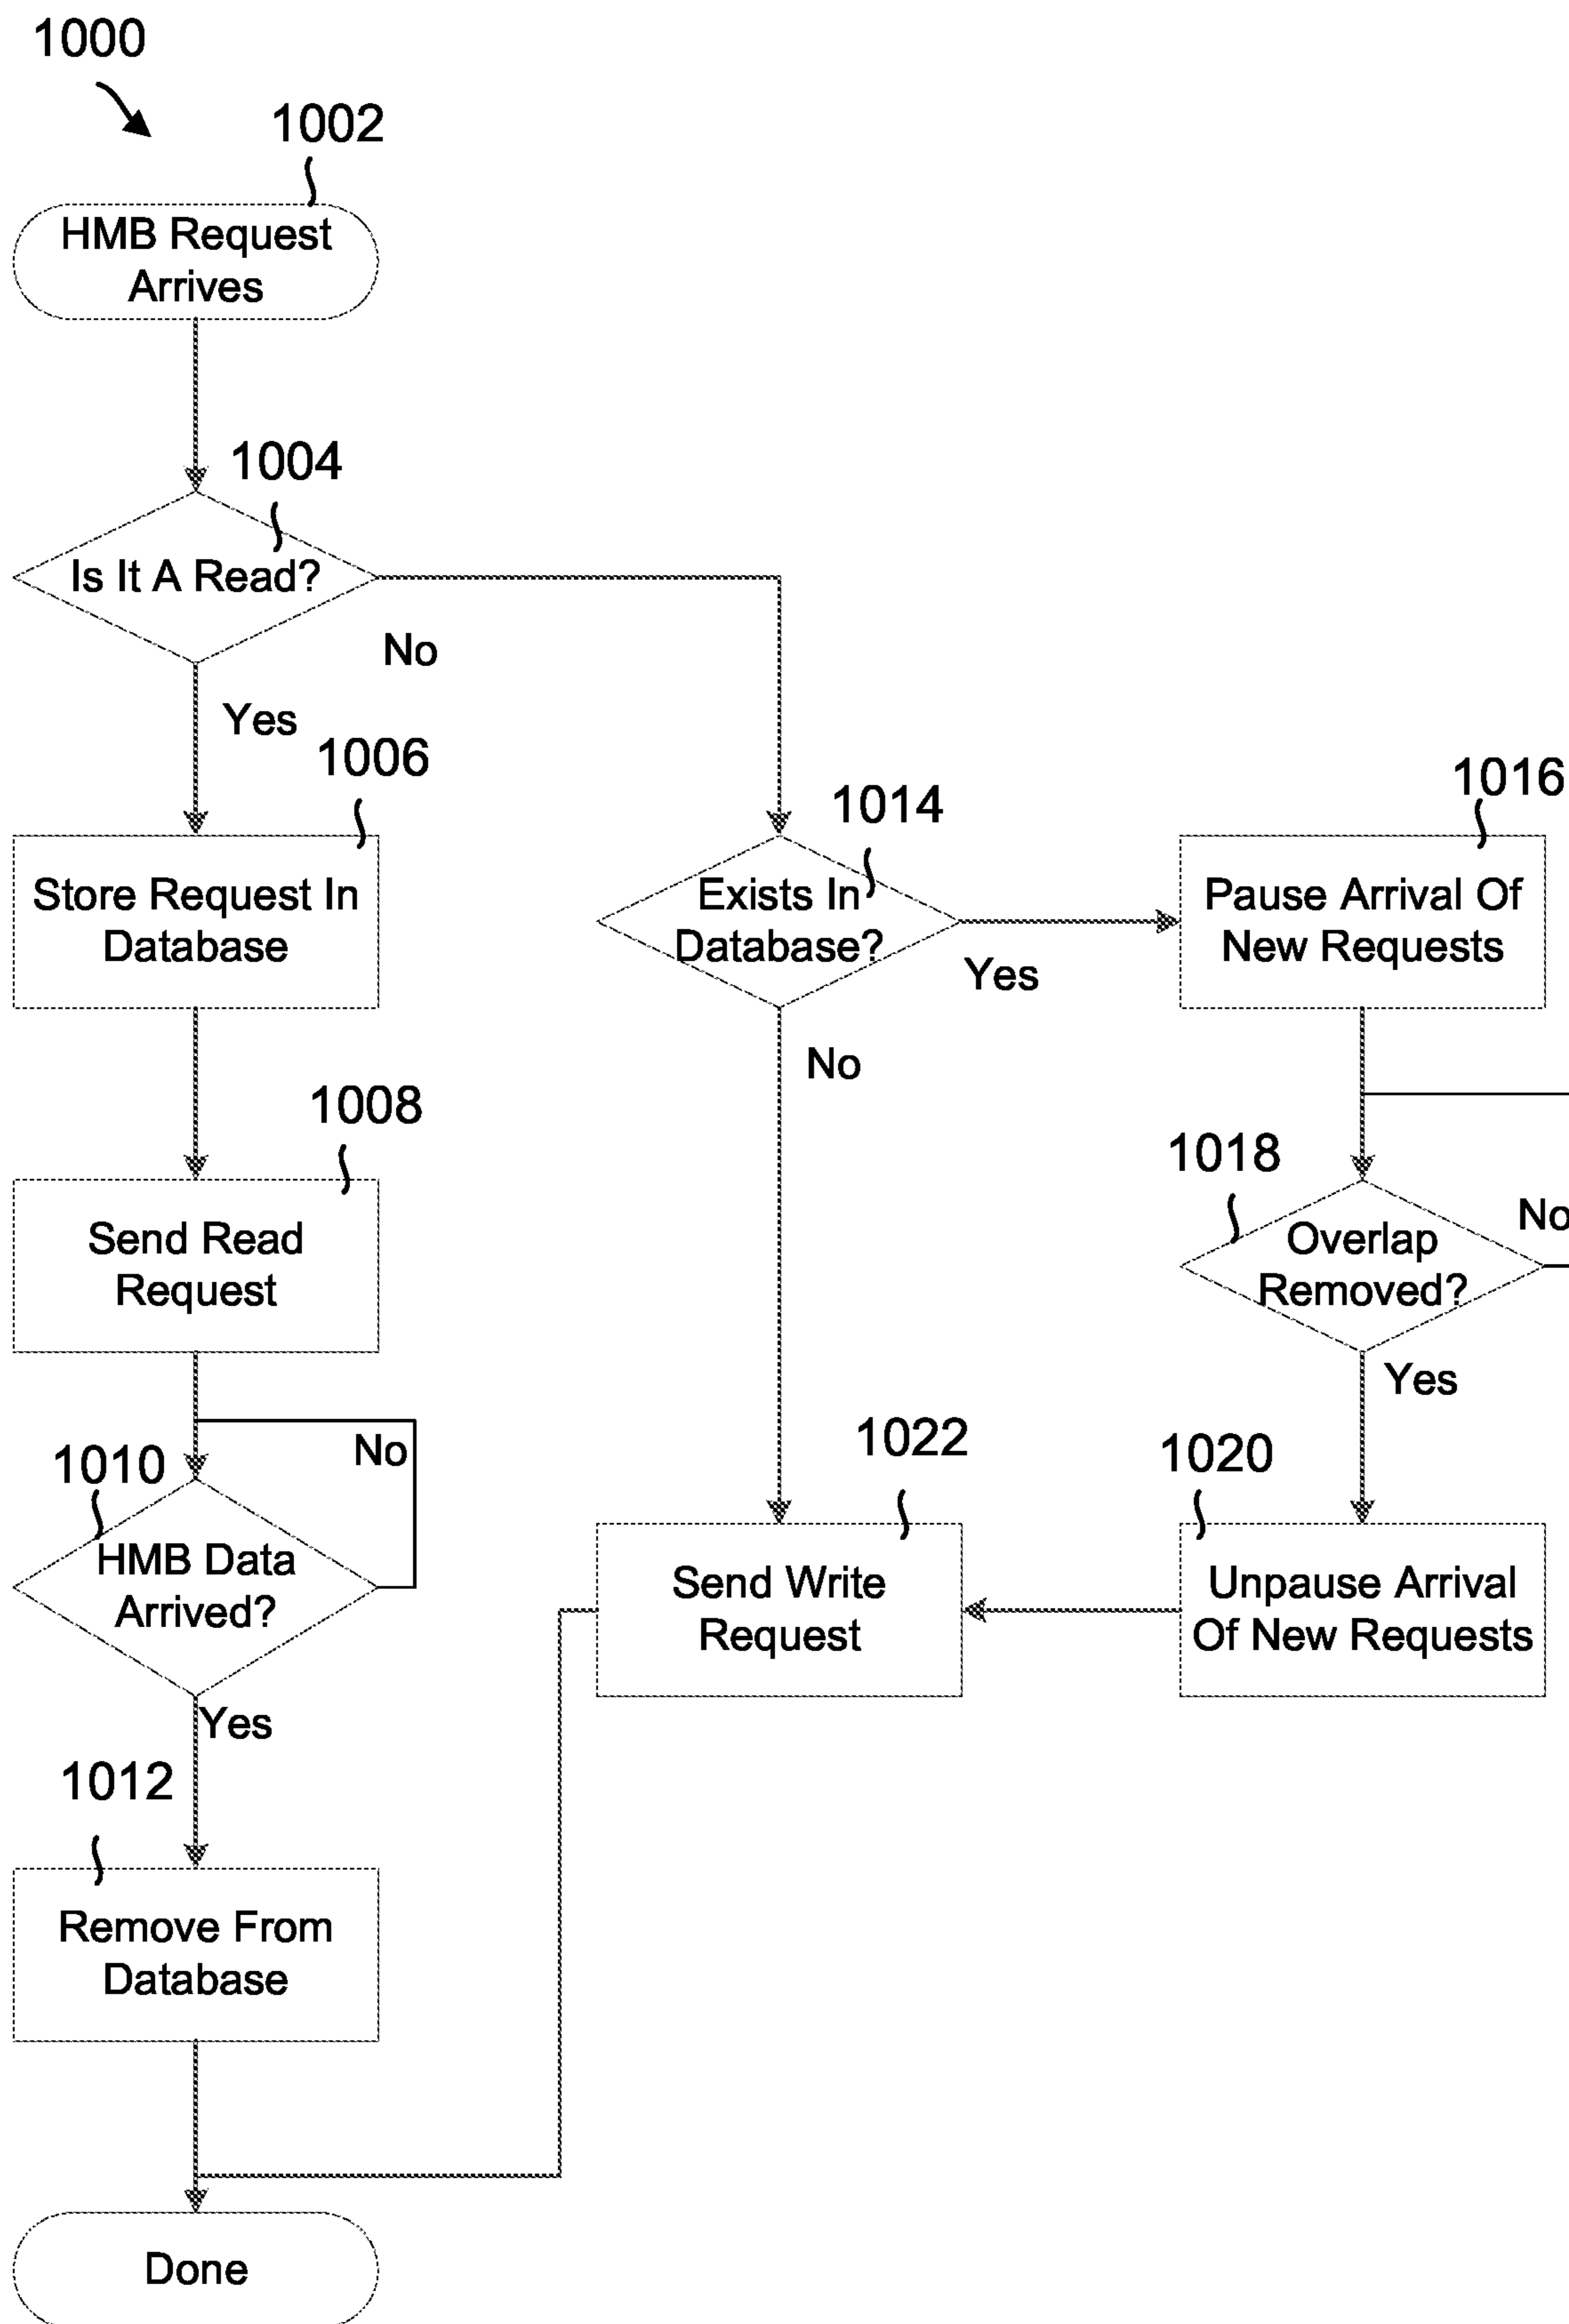 1000
1002
HMB Request
Arrives
1004
Is It A Read?
No
Yes
1006
Store Request In
Database
1014
Exists In
Database?
Yes
No
1016
Pause Arrival Of
New Requests
1008
Send Read
Request
1018
Overlap
Removed?
No
Yes
1010
No
HMB Data
Arrived?
Yes
1022
Send Write
Request
1020
Unpause Arrival
Of New Requests
1012
Remove From
Database
Done